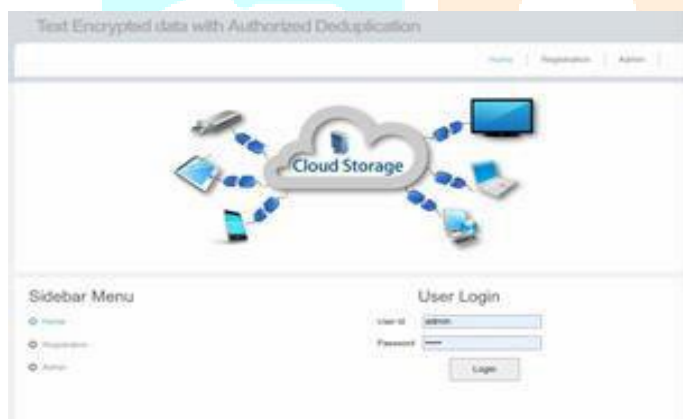 Text Encrypted data with Authorized Deduplication
Home Registration Admin
Cloud Storage
Sidebar Menu
User Login
Home
User Id admin
Registration
Password
Admin
Login